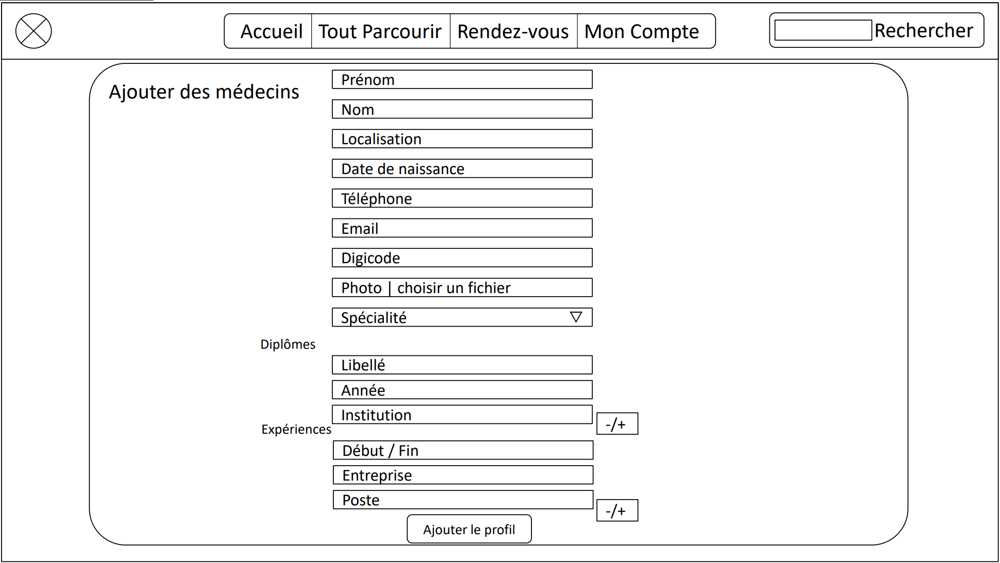 Accueil Tout Parcourir Rendez-vous Mon Compte Rechercher
Ajouter des médecins
Prénom
Nom
Localisation
Date de naissance
Téléphone
Email
Digicode
Photo | choisir un fichier
Spécialité
Diplômes
Libellé
Année
Institution
-/+
Expériences
Début / Fin
Entreprise
Poste
-/+
Ajouter le profil